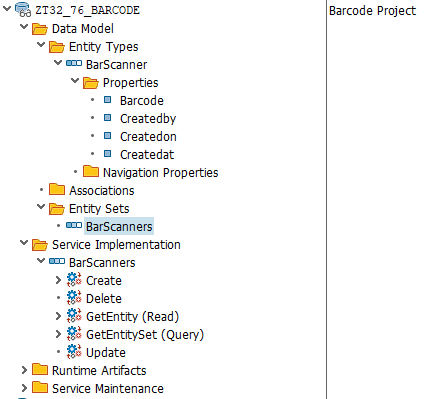 ZT32_76_BARCODE Barcode Project
Data Model
Entity Types
BarScanner
Properties
Barcode
Createdby
Createdon
Createdat
Navigation Properties
Associations
Entity Sets
BarScanners
Service Implementation
BarScanners
Create
Delete
GetEntity (Read)
GetEntitySet (Query)
Update
Runtime Artifacts
Service Maintenance